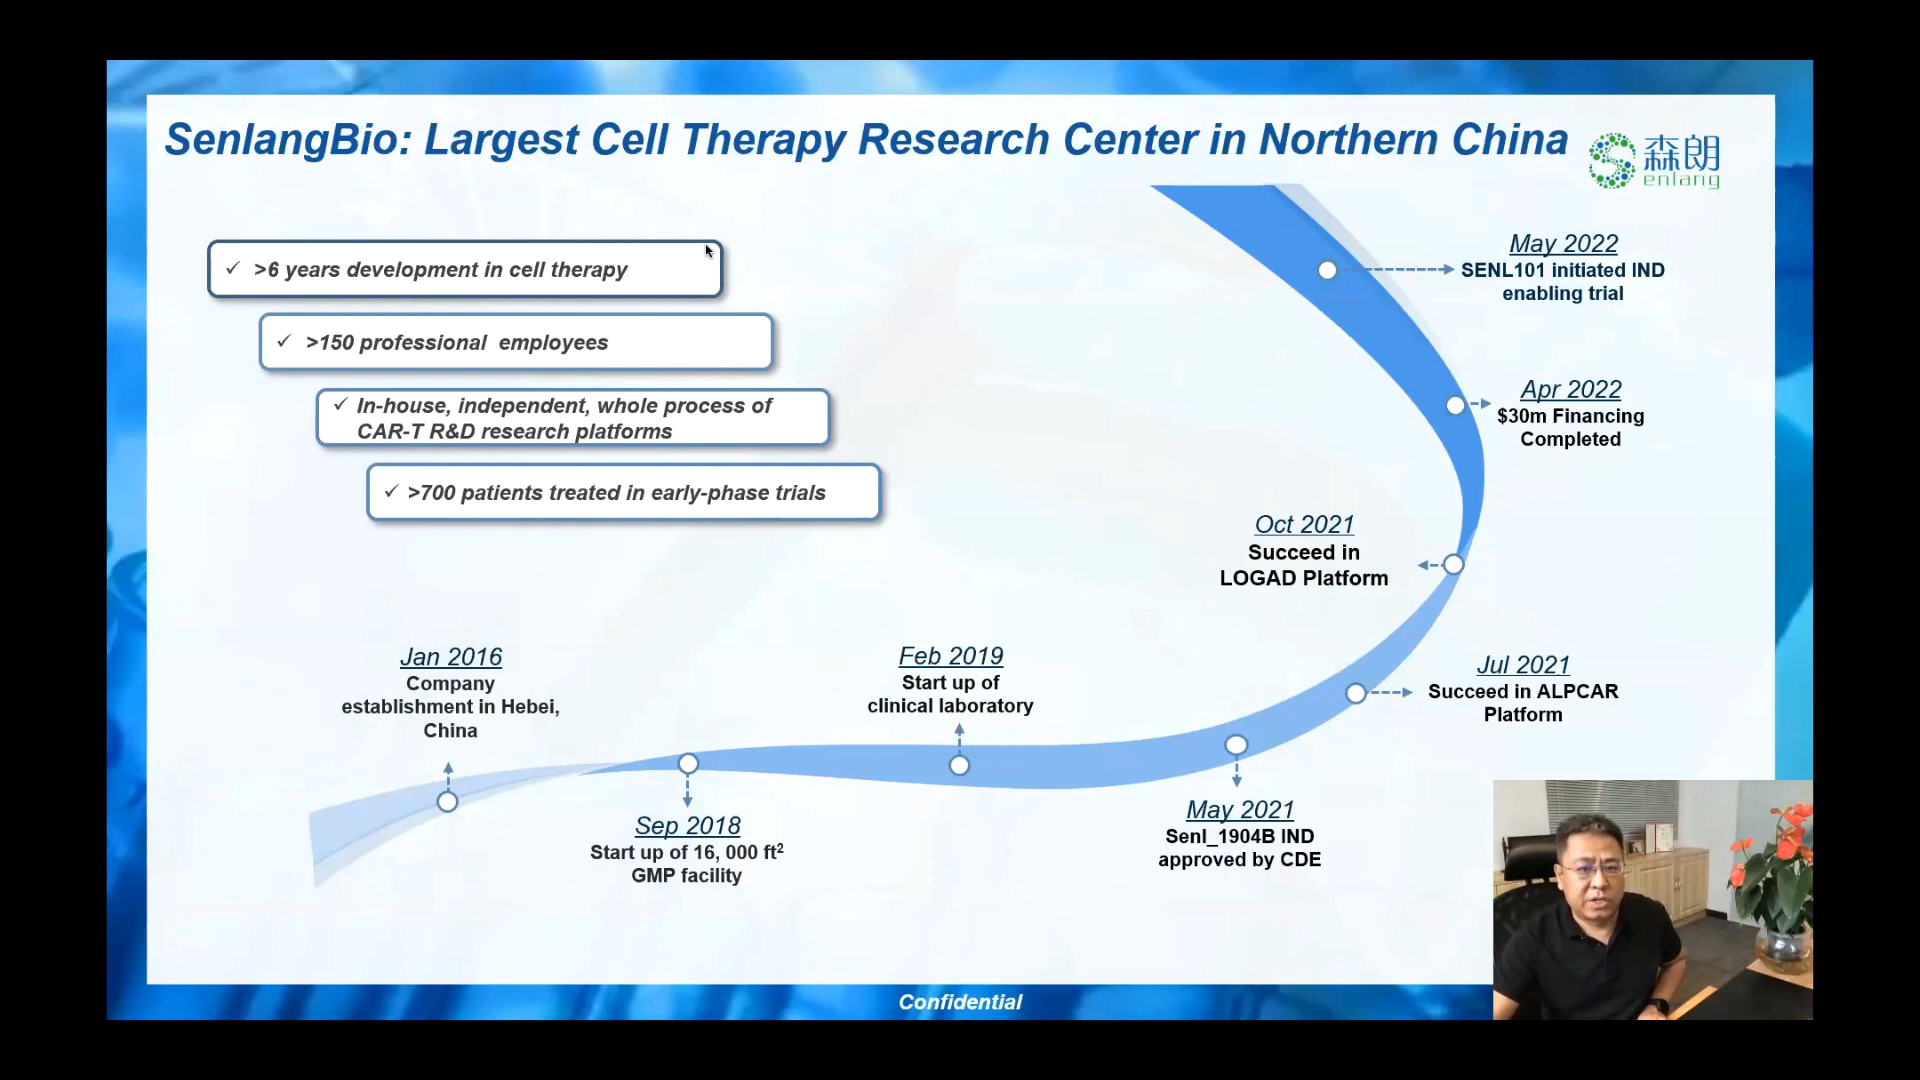 SenlangBio: Largest Cell Therapy Research Center in Northern China
森朗
enlang
✓ >6 years development in cell therapy
✓ >150 professional employees
✓ In-house, independent, whole process of
CAR-T R&D research platforms
✓ >700 patients treated in early-phase trials
Jan 2016
Company
establishment in Hebei,
China
Sep 2018
Start up of 16, 000 ft²
GMP facility
Feb 2019
Start up of
clinical laboratory
May 2021
Senl_1904B IND
approved by CDE
Jul 2021
Succeed in ALPCAR
Platform
Oct 2021
Succeed in
LOGAD Platform
Apr 2022
$30m Financing
Completed
May 2022
SENL101 initiated IND
enabling trial
Confidential